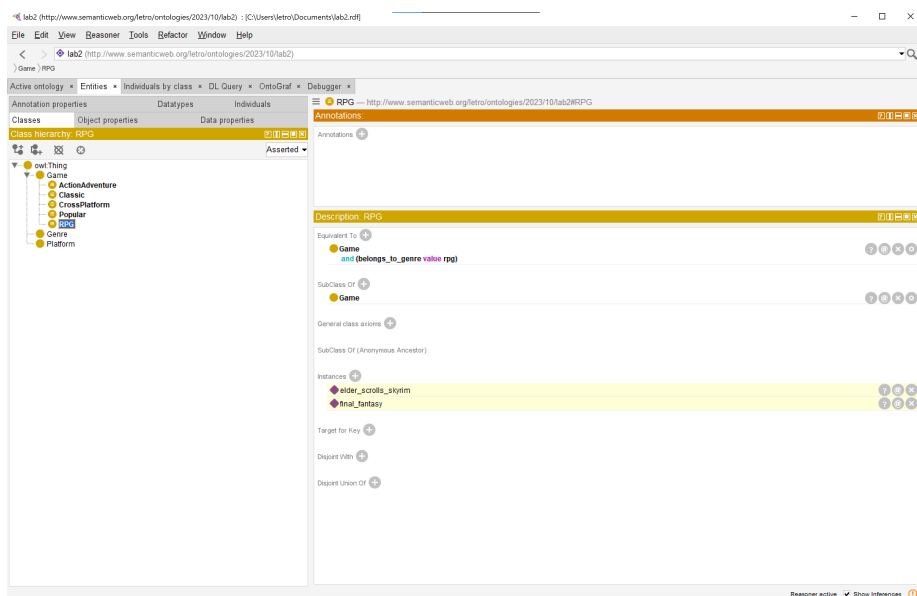 lab2 (http://www.semanticweb.org/letro/ontologies/2023/10/lab2) : [C:\Users\letro\Documents\lab2.rdf]
File Edit View Reasoner Tools Refactor Window Help
lab2 (http://www.semanticweb.org/letro/ontologies/2023/10/lab2)
Game RPG
Active ontology × Entities × Individuals by class × DL Query × OntoGraf × Debugger ×
Annotation properties Datatypes Individuals
Classes Object properties Data properties
Class hierarchy: RPG
Asserted
owl:Thing
Game
ActionAdventure
Classic
CrossPlatform
Popular
RPG
Genre
Platform
RPG — http://www.semanticweb.org/letro/ontologies/2023/10/lab2#RPG
Annotations:
Annotations
Description: RPG
Equivalent To
Game
and (belongs_to_genre value rpg)
SubClass Of
Game
General class axioms
SubClass Of (Anonymous Ancestor)
Instances
elder_scrolls_skyrim
final_fantasy
Target for Key
Disjoint With
Disjoint Union Of
Reasoner active Show Inferences